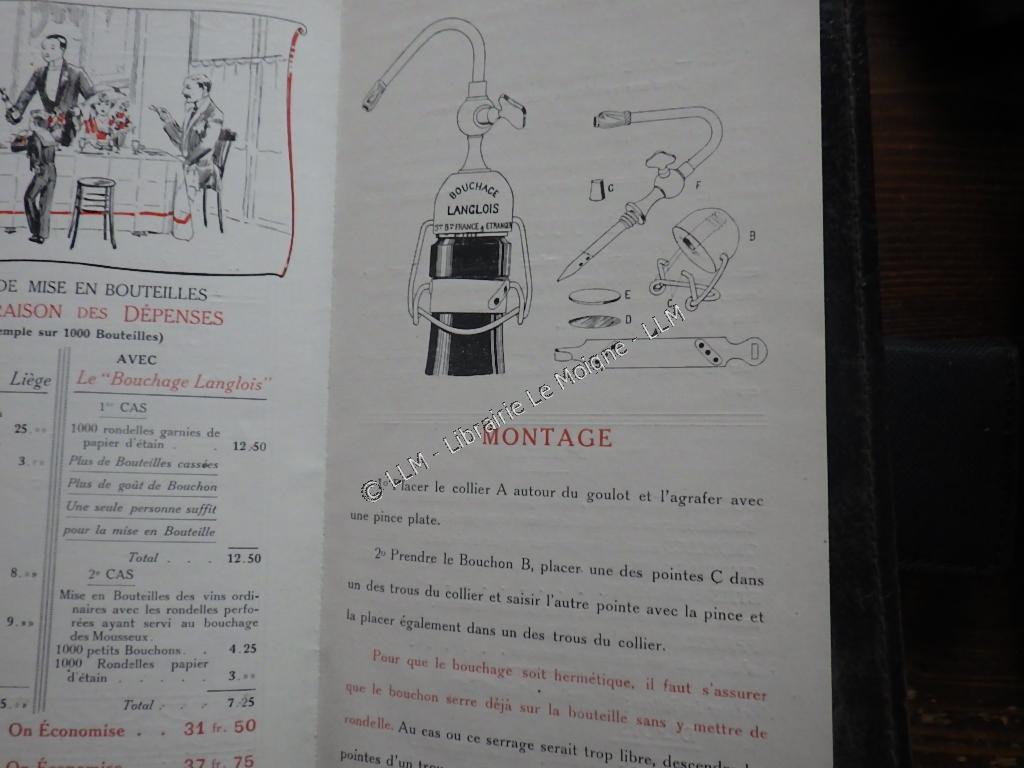 DE MISE EN BOUTEILLES
RAISON DES DÉPENSES
emple sur 1000 Bouteilles)
Liège
25.»»
3.»»
8.»»
9.»»
5.»»
AVEC
Le "Bouchage Langlois"
1er CAS
1000 rondelles garnies de
papier d'étain . . 12.50
Plus de Bouteilles cassées
Plus de goût de Bouchon
Une seule personne suffit
pour la mise en Bouteille
Total . . . 12.50
2e CAS
Mise en Bouteilles des vins ordi-
naires avec les rondelles perfo-
rées ayant servi au bouchage
des Mousseux.
1000 petits Bouchons. . 4.25
1000 Rondelles papier
d'étain . . . . . 3.»»
Total . . . 7.25
On Économise . . 31 fr. 50
On Économise 37 fr. 75
BOUCHAGE
LANGLOIS
FRANCE & ETRANGER
G
F
B
C
E
D
© LLM - Librairie Le Moigne - LLM
MONTAGE
Placer le collier A autour du goulot et l'agrafer avec
une pince plate.
2o Prendre le Bouchon B, placer une des pointes C dans
un des trous du collier et saisir l'autre pointe avec la pince et
la placer également dans un des trous du collier.
Pour que le bouchage soit hermétique, il faut s'assurer
que le bouchon serre déjà sur la bouteille sans y mettre de
rondelle. Au cas ou ce serrage serait trop libre, descendre
pointes d'un